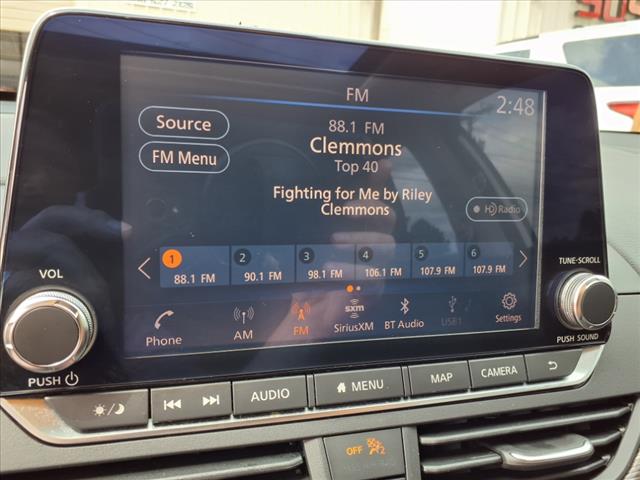 FM
2:48
Source
88.1 FM
Clemmons
Top 40
FM Menu
Fighting for Me by Riley
Clemmons
HD Radio
1 2 3 4 5 6
88.1 FM 90.1 FM 98.1 FM 106.1 FM 107.9 FM 107.9 FM
Phone AM FM sxm SiriusXM BT Audio USB1 Settings
VOL
PUSH
TUNE·SCROLL
PUSH SOUND
AUDIO MENU MAP CAMERA
OFF 2